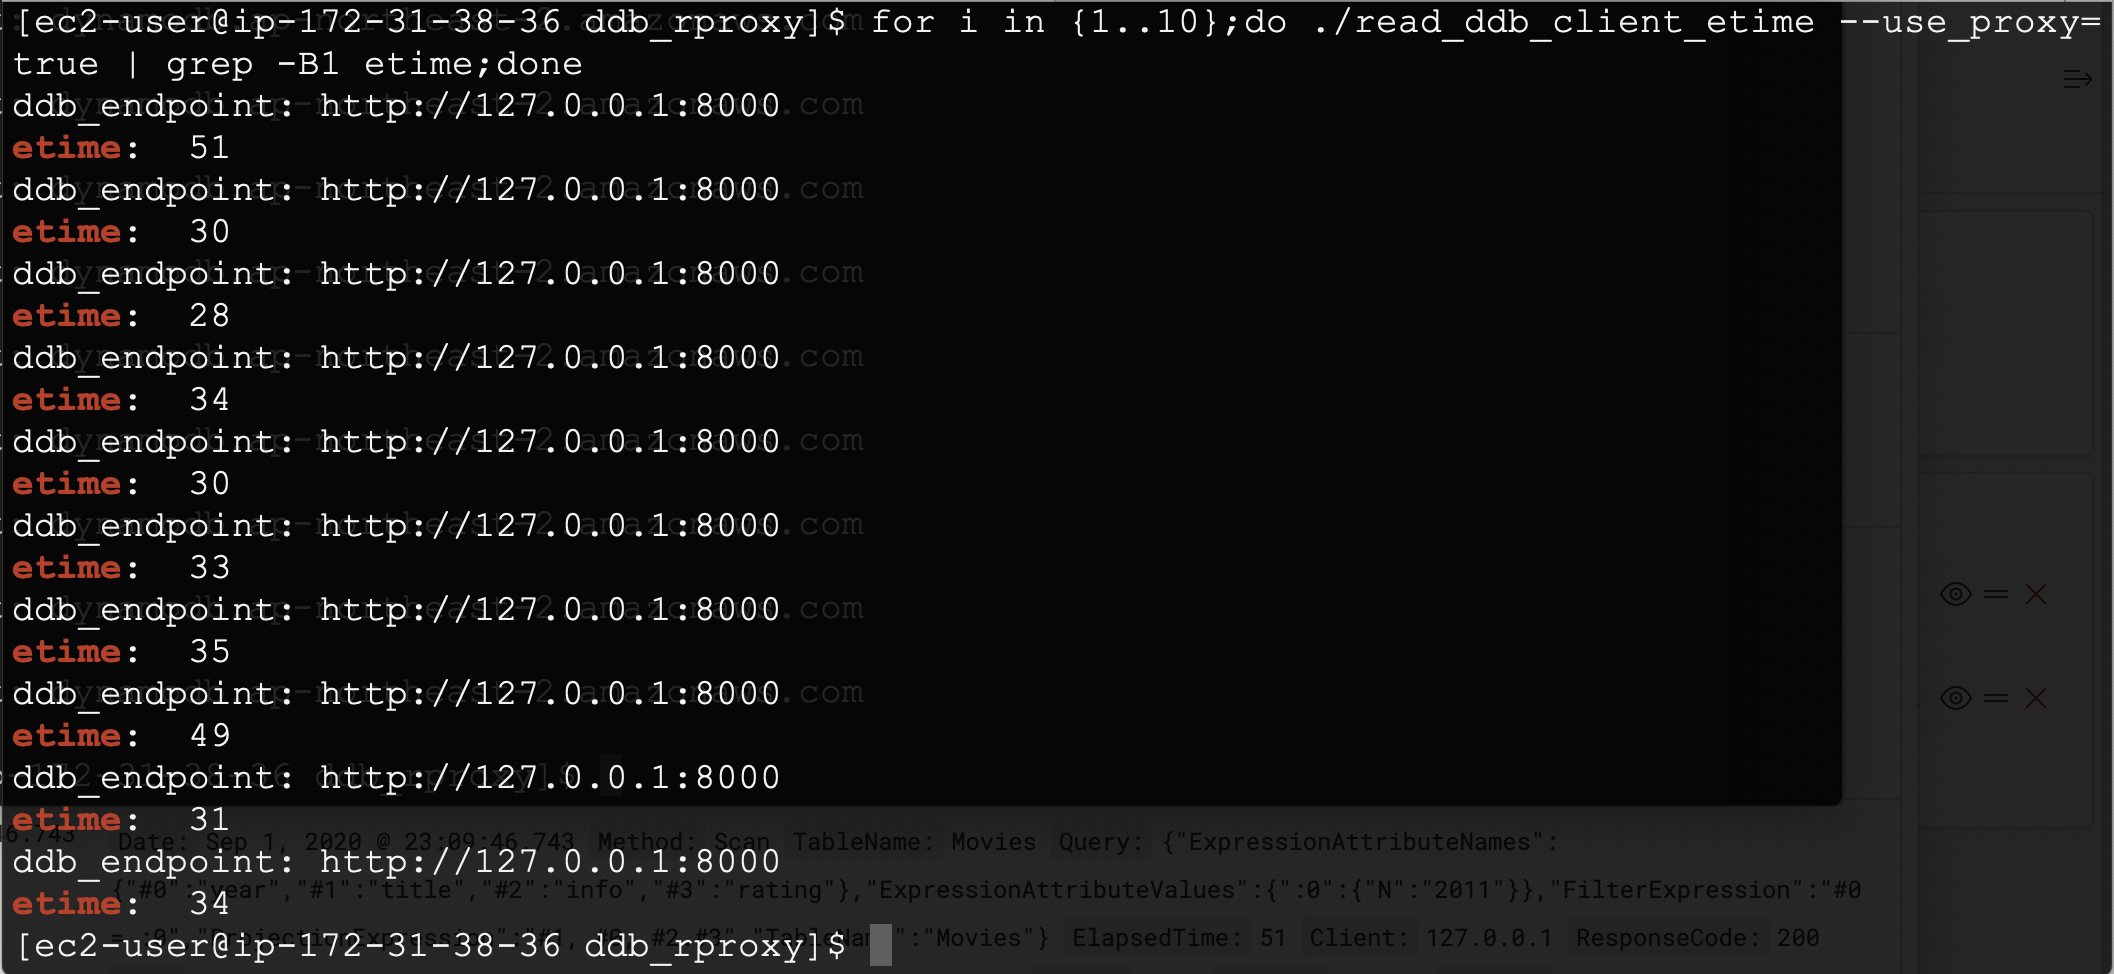 [ec2-user@ip-172-31-38-36 ddb_rproxy]$ for i in {1..10};do ./read_ddb_client_etime --use_proxy=
true | grep -B1 etime;done
ddb_endpoint: http://127.0.0.1:8000
etime:  51
ddb_endpoint: http://127.0.0.1:8000
etime:  30
ddb_endpoint: http://127.0.0.1:8000
etime:  28
ddb_endpoint: http://127.0.0.1:8000
etime:  34
ddb_endpoint: http://127.0.0.1:8000
etime:  30
ddb_endpoint: http://127.0.0.1:8000
etime:  33
ddb_endpoint: http://127.0.0.1:8000
etime:  35
ddb_endpoint: http://127.0.0.1:8000
etime:  49
ddb_endpoint: http://127.0.0.1:8000
etime:  31
Date: Sep 1, 2020 @ 23:09:46.743 Method: Scan TableName: Movies Query: {"ExpressionAttributeNames":
ddb_endpoint: http://127.0.0.1:8000
{"#0":"year","#1":"title","#2":"info","#3":"rating"},"ExpressionAttributeValues":{":0":{"N":"2011"}},"FilterExpression":"#0
etime:  34
[ec2-user@ip-172-31-38-36 ddb_rproxy]$
":"Movies"} ElapsedTime: 51 Client: 127.0.0.1 ResponseCode: 200